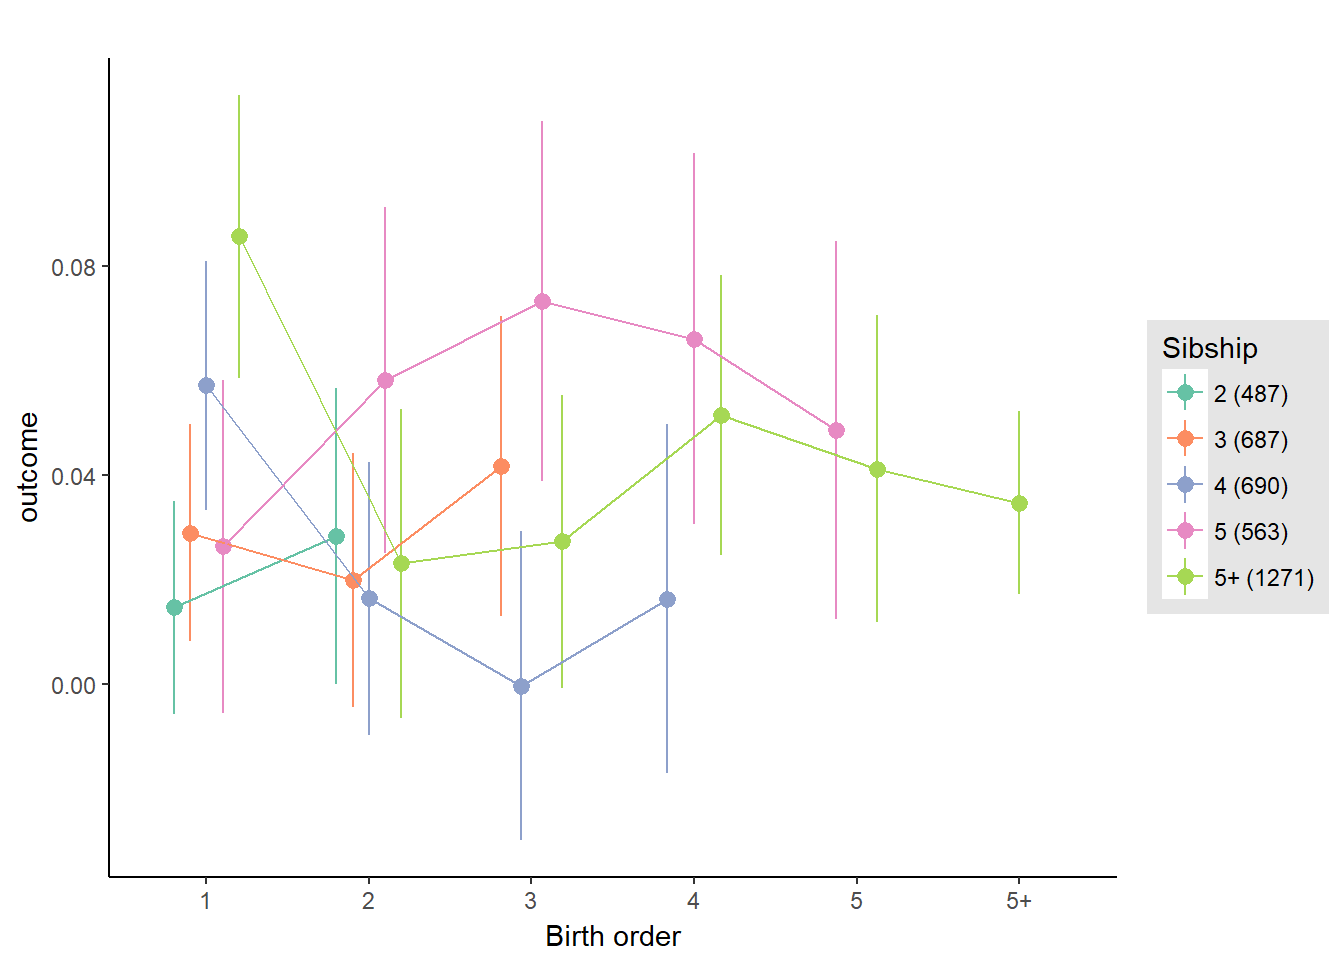 0.08
0.04
0.00
outcome
1 2 3 4 5 5+
Birth order
Sibship
2 (487)
3 (687)
4 (690)
5 (563)
5+ (1271)